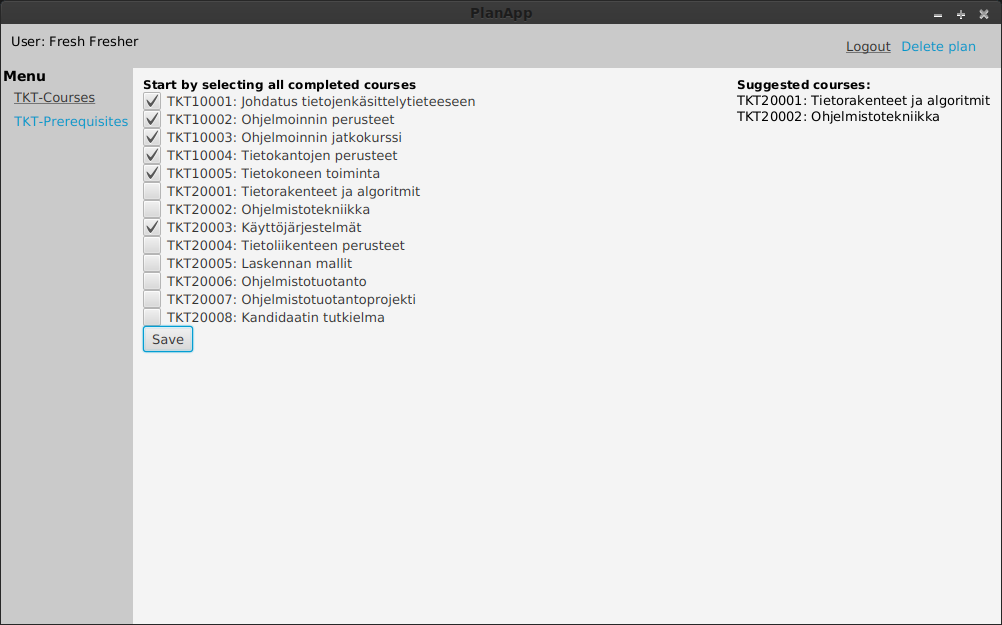 PlanApp
User: Fresh Fresher
Logout Delete plan
Menu
TKT-Courses
TKT-Prerequisites
Start by selecting all completed courses
TKT10001: Johdatus tietojenkäsittelytieteeseen
TKT10002: Ohjelmoinnin perusteet
TKT10003: Ohjelmoinnin jatkokurssi
TKT10004: Tietokantojen perusteet
TKT10005: Tietokoneen toiminta
TKT20001: Tietorakenteet ja algoritmit
TKT20002: Ohjelmistotekniikka
TKT20003: Käyttöjärjestelmät
TKT20004: Tietoliikenteen perusteet
TKT20005: Laskennan mallit
TKT20006: Ohjelmistotuotanto
TKT20007: Ohjelmistotuotantoprojekti
TKT20008: Kandidaatin tutkielma
Save
Suggested courses:
TKT20001: Tietorakenteet ja algoritmit
TKT20002: Ohjelmistotekniikka